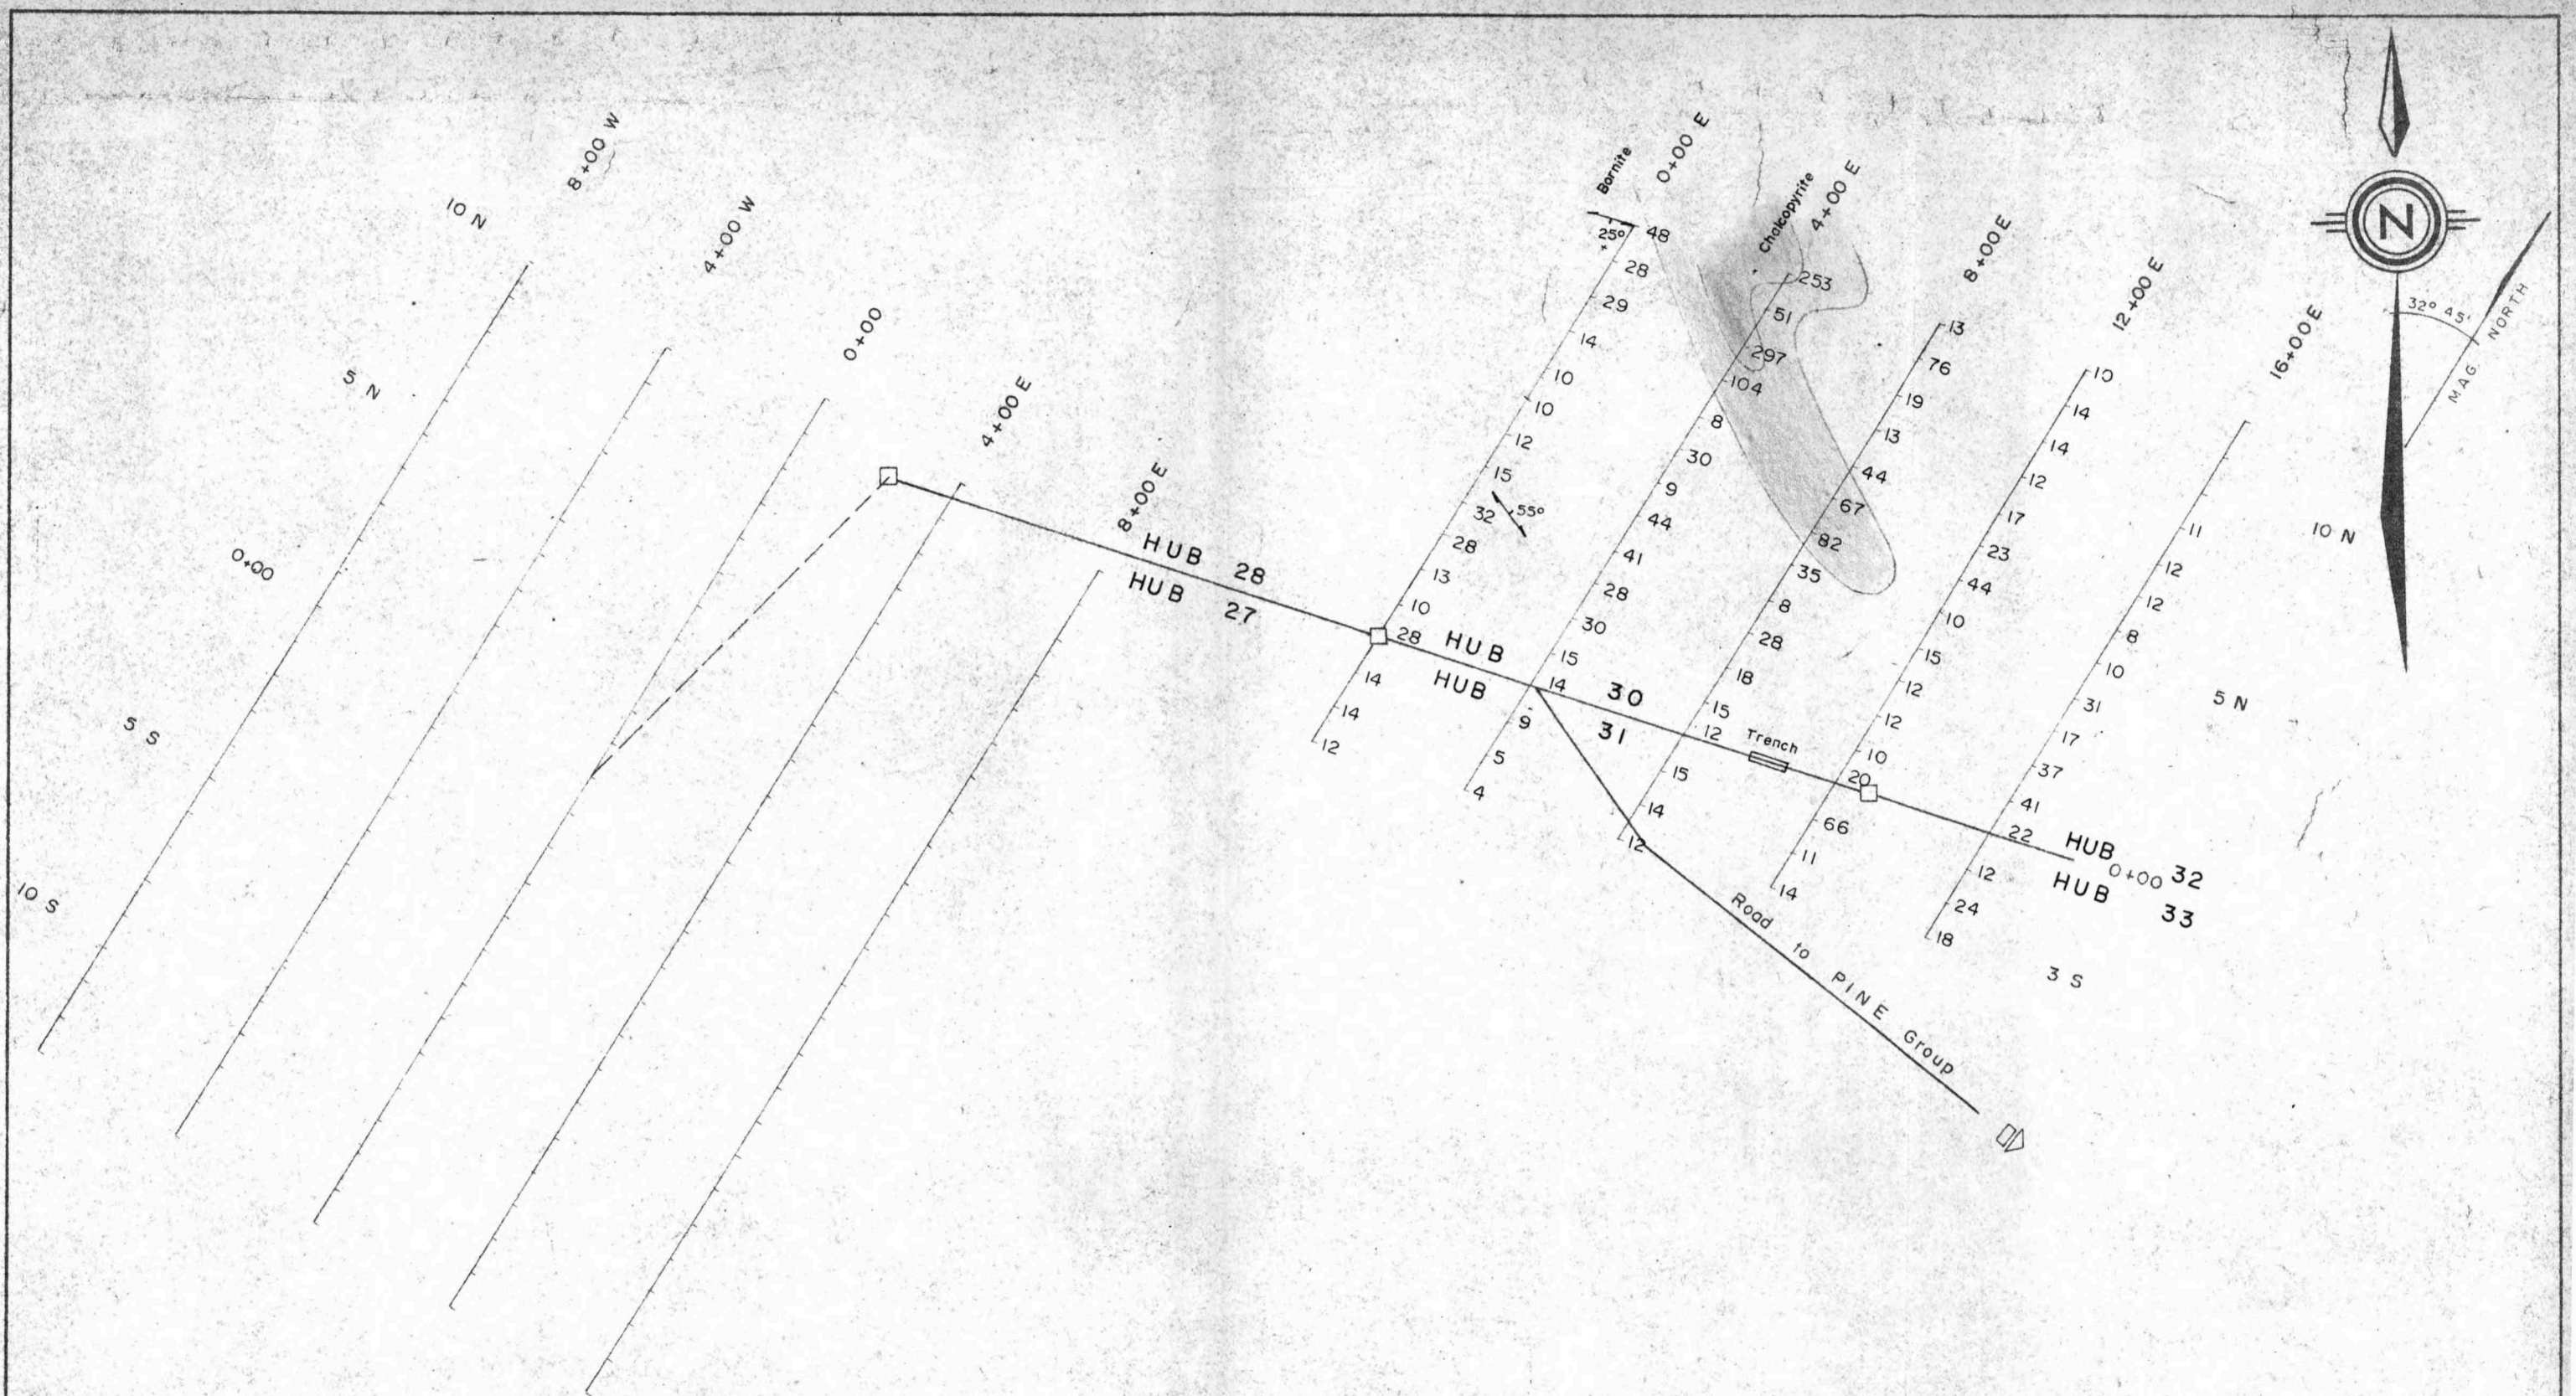 8+00 W
10 N
4+00 W
5 N
0+00
4+00 E
8+00 E
0+00
5 S
10 S
HUB 28
HUB 27
Bornite
0+00 E
25°
48
28
29
14
10
10
12
15
32
28
13
10
28
14
14
12
55°
Chalcopyrite
4+00 E
253
51
297
104
8
30
9
44
41
28
30
15
14
9
5
4
8+00 E
13
76
19
13
44
67
82
35
8
28
18
15
12
15
14
12
12+00 E
10
14
14
12
17
23
44
10
15
12
12
10
20
66
11
14
16+00 E
11
12
12
8
10
31
17
37
41
22
12
24
18
10 N
5 N
0+00
3 S
HUB 30
HUB 31
Trench
HUB 32
HUB 33
Road to PINE Group
N
32° 45'
MAG. NORTH